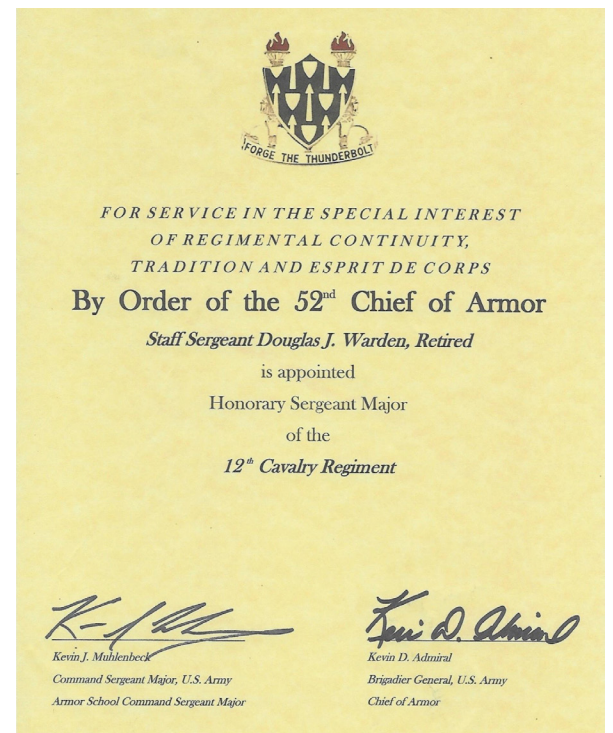 FORGE THE THUNDERBOLT
FOR SERVICE IN THE SPECIAL INTEREST
OF REGIMENTAL CONTINUITY,
TRADITION AND ESPRIT DE CORPS
By Order of the 52nd Chief of Armor
Staff Sergeant Douglas J. Warden, Retired
is appointed
Honorary Sergeant Major
of the
12th Cavalry Regiment
Kevin J. Muhlenbeck
Command Sergeant Major, U.S. Army
Armor School Command Sergeant Major
Kevin D. Admiral
Kevin D. Admiral
Brigadier General, U.S. Army
Chief of Armor